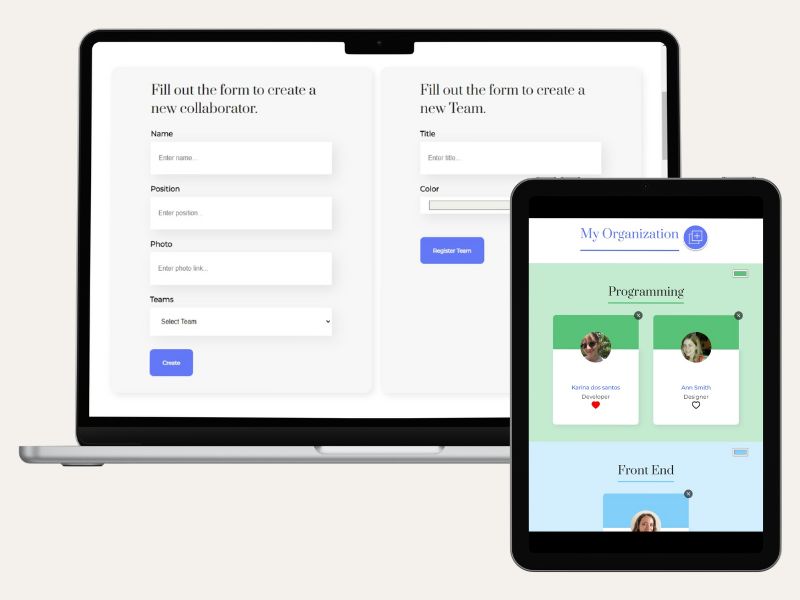 Fill out the form to create a
new collaborator.
Name
Enter name...
Position
Enter position...
Photo
Enter photo link...
Teams
Select Team
Create
Fill out the form to create a
new Team.
Title
Enter title...
Color
Register Team
My Organization
Programming
Karina dos santos
Developer
Ann Smith
Designer
Front End